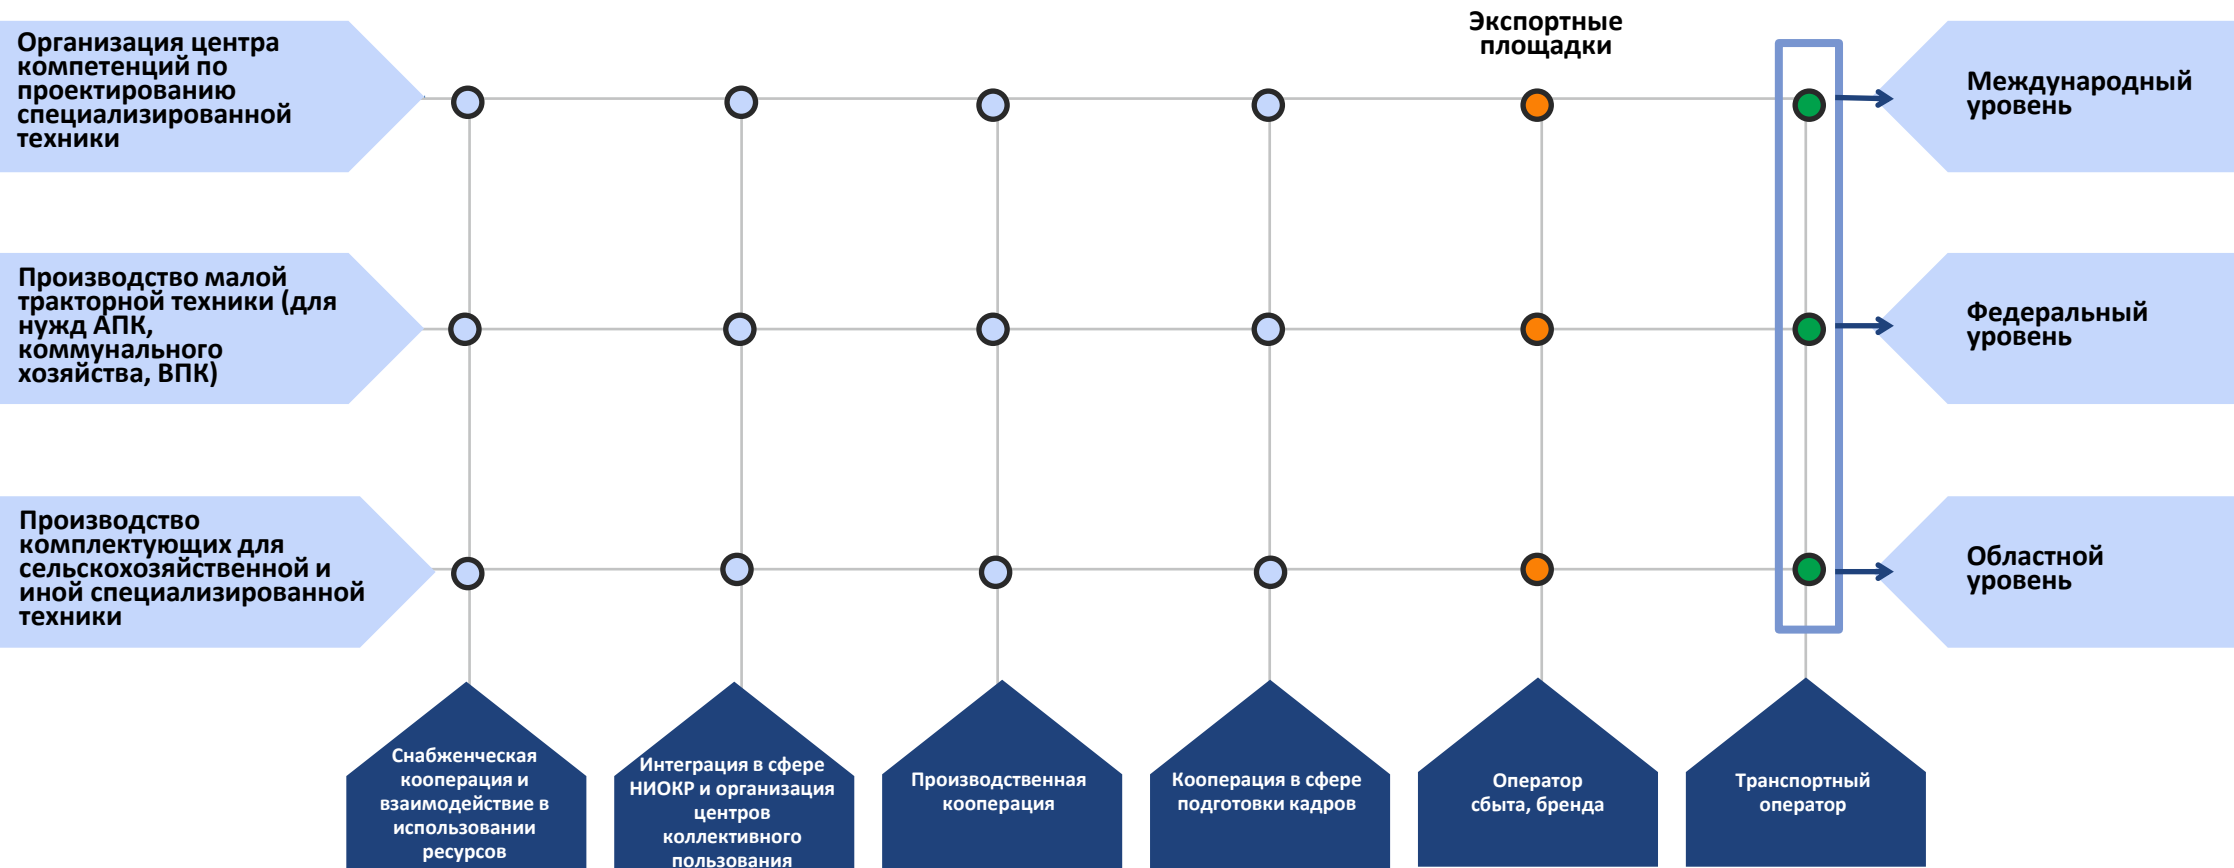 Экспортные
площадки
Организация центра
компетенций по
проектированию
специализированной
техники
Международный
уровень
Производство малой
тракторной техники (для
нужд АПК,
коммунального
хозяйства, ВПК)
Федеральный
уровень
Производство
комплектующих для
сельскохозяйственной и
иной специализированной
техники
Областной
уровень
Снабженческая
кооперация и
взаимодействие в
использовании
ресурсов
Интеграция в сфере
НИОКР и организация
центров
коллективного
пользования
Производственная
кооперация
Кооперация в сфере
подготовки кадров
Оператор
сбыта, бренда
Транспортный
оператор